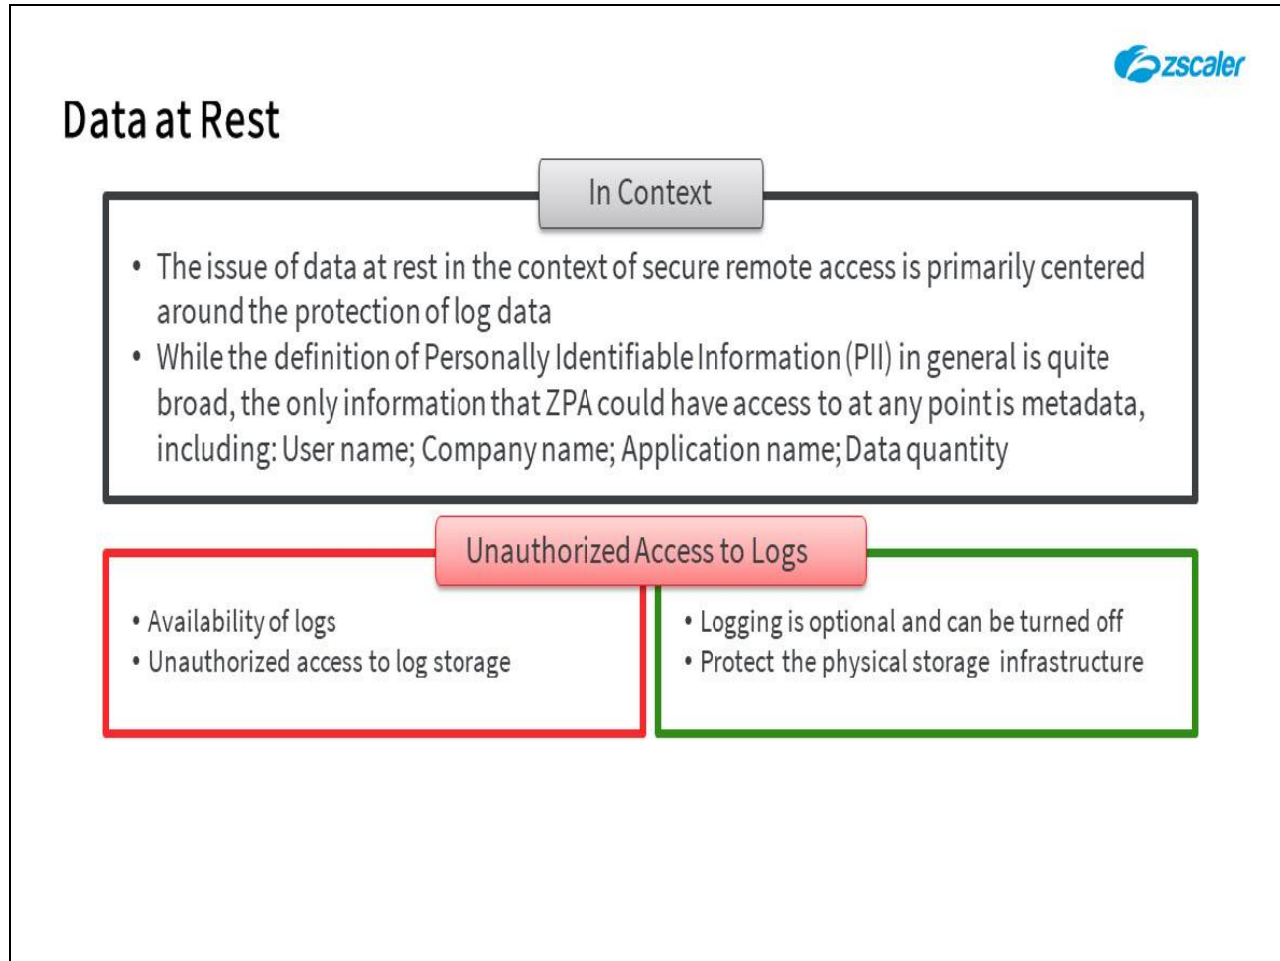 zscaler
Data at Rest
In Context
• The issue of data at rest in the context of secure remote access is primarily centered
around the protection of log data
• While the definition of Personally Identifiable Information (PII) in general is quite
broad, the only information that ZPA could have access to at any point is metadata,
including: User name; Company name; Application name; Data quantity
Unauthorized Access to Logs
• Availability of logs
• Unauthorized access to log storage
• Logging is optional and can be turned off
• Protect the physical storage infrastructure